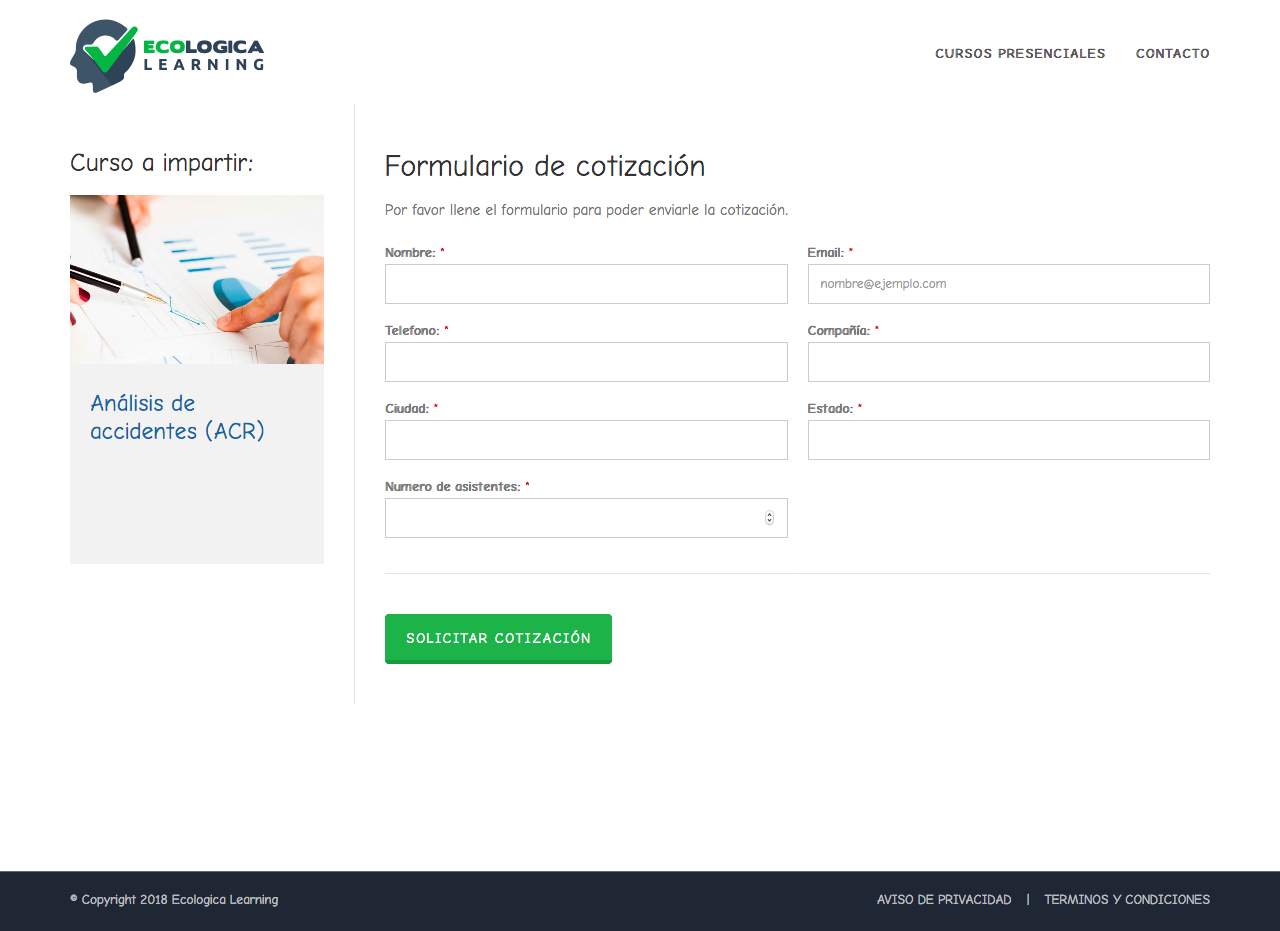 ECOLOGICA
LEARNING
CURSOS PRESENCIALES
CONTACTO
Curso a impartir:
Análisis de
accidentes (ACR)
Formulario de cotización
Por favor llene el formulario para poder enviarle la cotización.
Nombre: *
Email: *
nombre@ejemplo.com
Telefono: *
Compañía: *
Ciudad: *
Estado: *
Numero de asistentes: *
SOLICITAR COTIZACIÓN
© Copyright 2018 Ecologica Learning
AVISO DE PRIVACIDAD | TERMINOS Y CONDICIONES